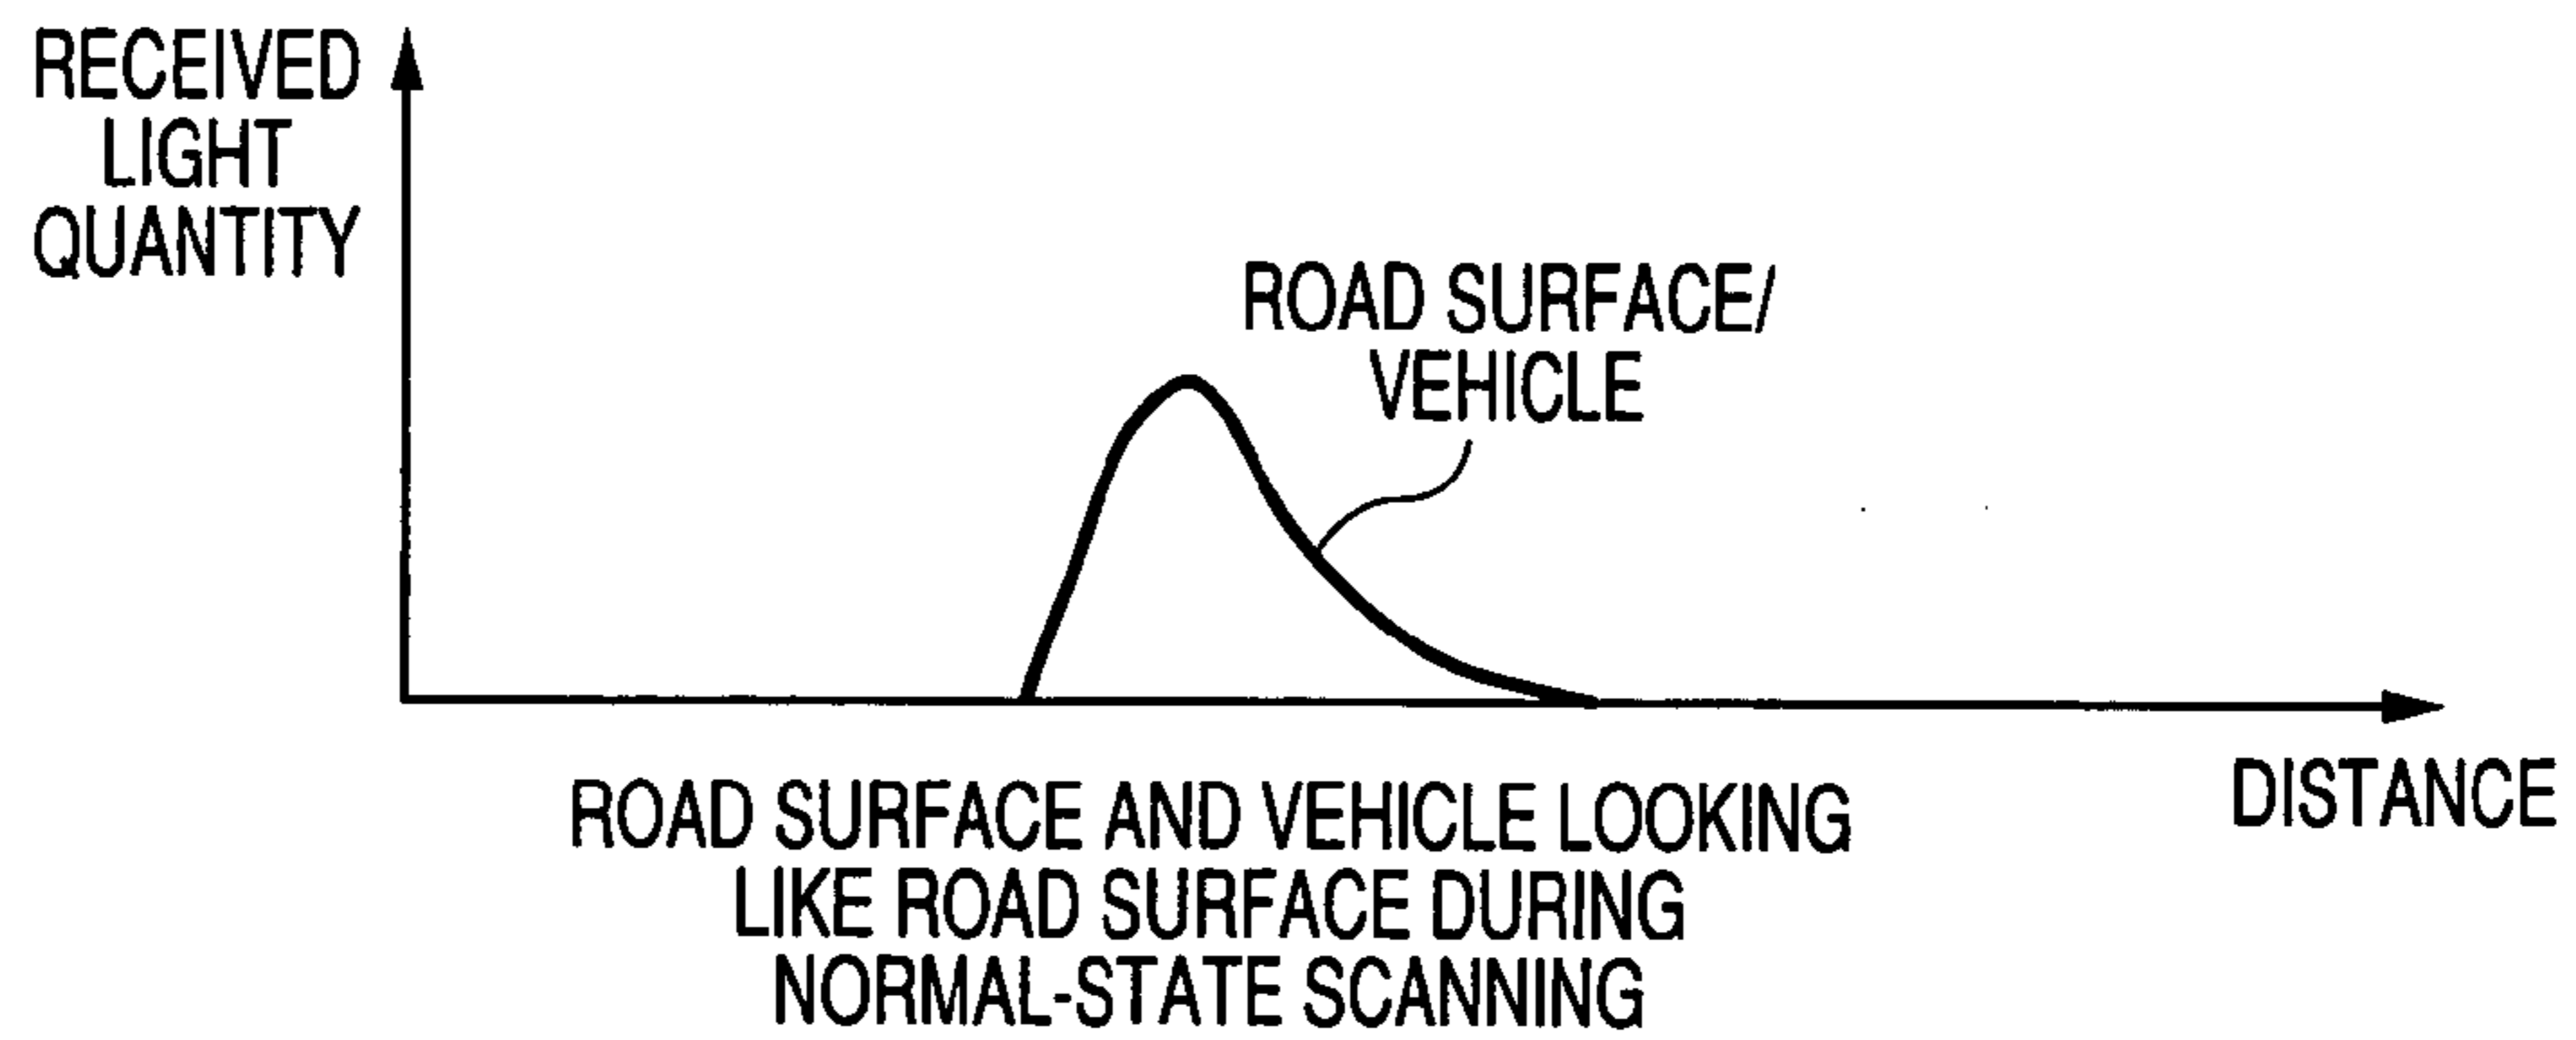 RECEIVED
LIGHT
QUANTITY
ROAD SURFACE/
VEHICLE
DISTANCE
ROAD SURFACE AND VEHICLE LOOKING
LIKE ROAD SURFACE DURING
NORMAL-STATE SCANNING